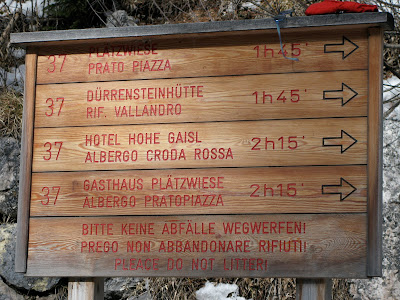 37 PLÄTZWIESE 1h45'
PRATO PIAZZA
37 DÜRRENSTEINHÜTTE 1h45'
RIF. VALLANDRO
37 HOTEL HOHE GAISL 2h15'
ALBERGO CRODA ROSSA
37 GASTHAUS PLÄTZWIESE 2h15'
ALBERGO PRATOPIAZZA
BITTE KEINE ABFÄLLE WEGWERFEN!
PREGO NON ABBANDONARE RIFIUTI!
PLEASE DO NOT LITTER!